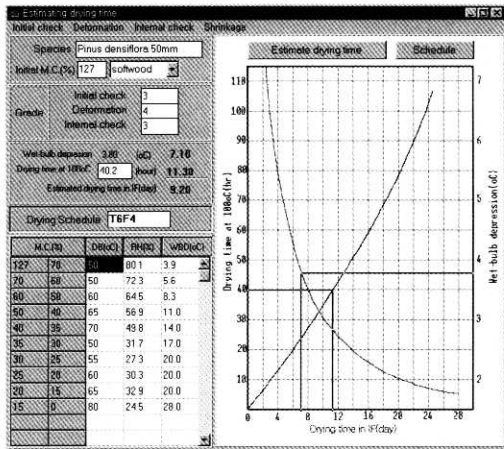 Estimating drying time
Initial check Deformation Internal check Shrinkage
Species Pinus densiflora 50mm
Initial M.C.(%) 127 softwood
Grade
Initial check 3
Deformation 4
Internal check 3
Wet-bulb depression 3.80 (oC) 7.10
Drying time at 100oC 40.2 (hour) 11.30
Estimated drying time in IF(day) 9.20
Drying Schedule T6F4
M.C.(%) DB(oC) RH(%) WBD(oC)
127 70 50 80.1 3.9
70 60 50 72.3 5.6
60 50 60 64.5 8.3
50 40 65 56.9 11.0
40 35 70 49.8 14.0
35 30 50 31.7 17.0
30 25 55 27.3 20.0
25 20 60 30.3 20.0
20 15 65 32.9 20.0
15 0 80 24.5 28.0
Estimate drying time Schedule
Drying time at 100oC(hr)
110
100
90
80
70
60
50
40
30
20
10
0 4 8 12 16 20 24 28
Drying time in IF(day)
7
6
5
4
3
2
Wet-bulb depression(oC)